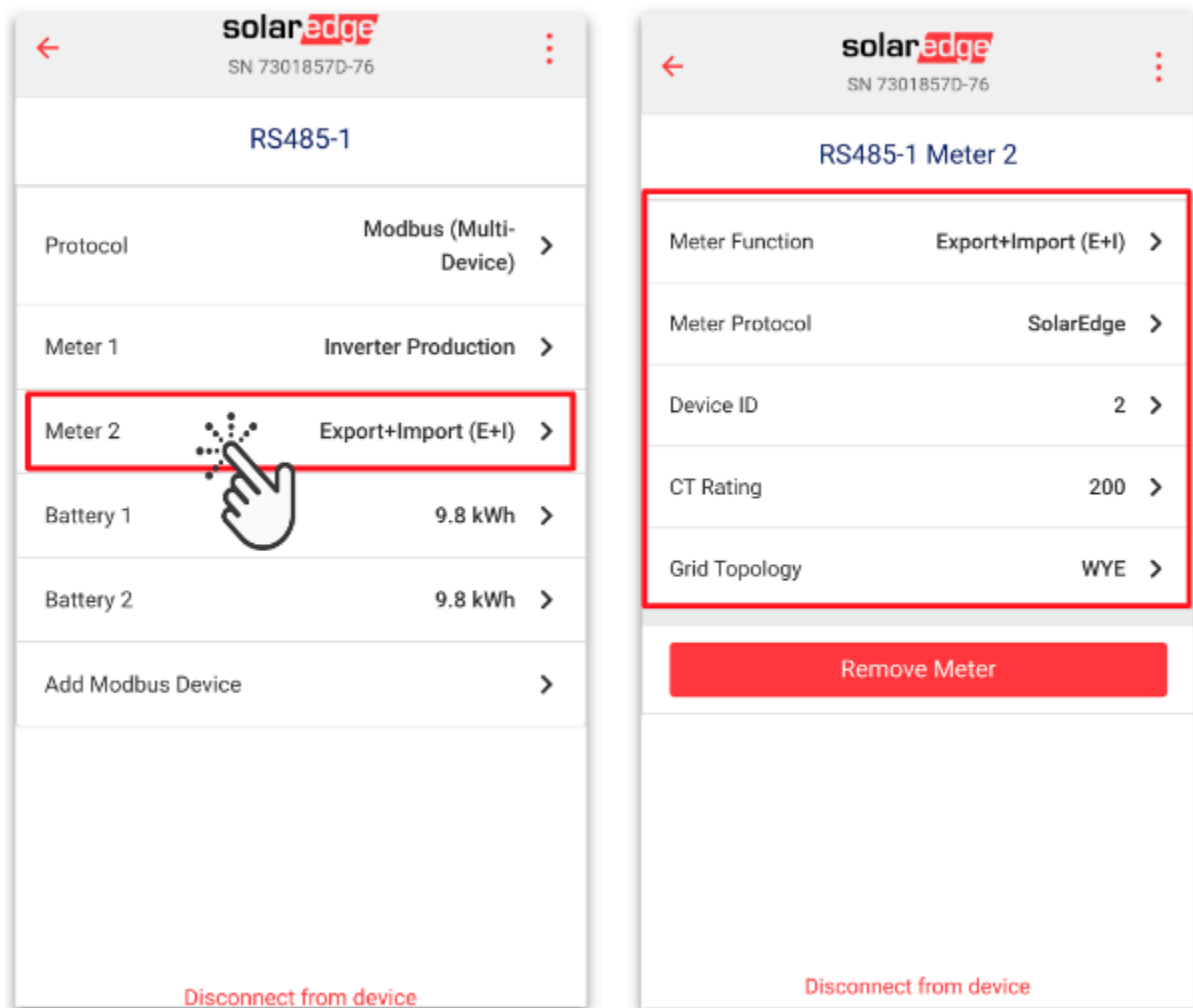 solaredge
SN 7301857D-76
RS485-1
Protocol
Modbus (Multi-
Device)
Meter 1
Inverter Production
Meter 2
Export+Import (E+I)
Battery 1
9.8 kWh
Battery 2
9.8 kWh
Add Modbus Device
Disconnect from device
solaredge
SN 7301857D-76
RS485-1 Meter 2
Meter Function
Export+Import (E+I)
Meter Protocol
SolarEdge
Device ID
2
CT Rating
200
Grid Topology
WYE
Remove Meter
Disconnect from device